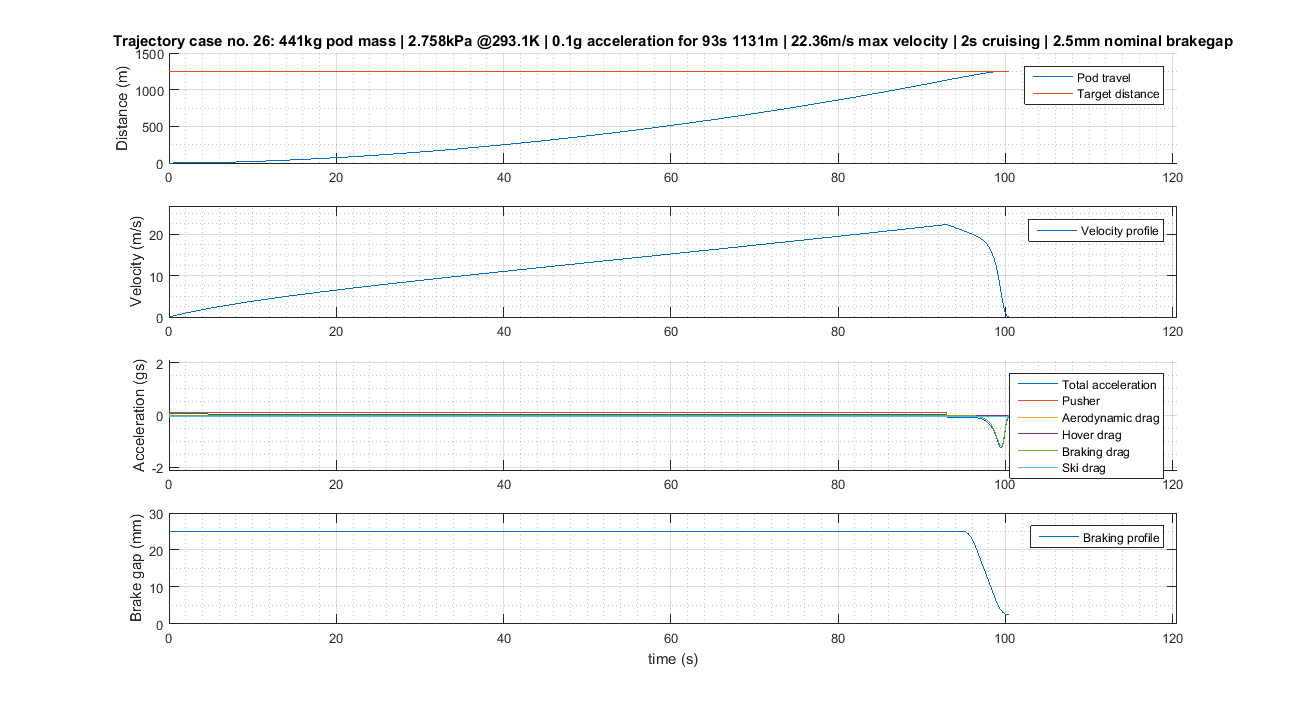 Trajectory case no. 26: 441kg pod mass | 2.758kPa @293.1K | 0.1g acceleration for 93s 1131m | 22.36m/s max velocity | 2s cruising | 2.5mm nominal brakegap
Distance (m)
1500
1000
500
0
0 20 40 60 80 100 120
Pod travel
Target distance
Velocity (m/s)
20
10
0
0 20 40 60 80 100 120
Velocity profile
Acceleration (gs)
2
0
-2
0 20 40 60 80 100 120
Total acceleration
Pusher
Aerodynamic drag
Hover drag
Braking drag
Ski drag
Brake gap (mm)
30
20
10
0
0 20 40 60 80 100 120
Braking profile
time (s)